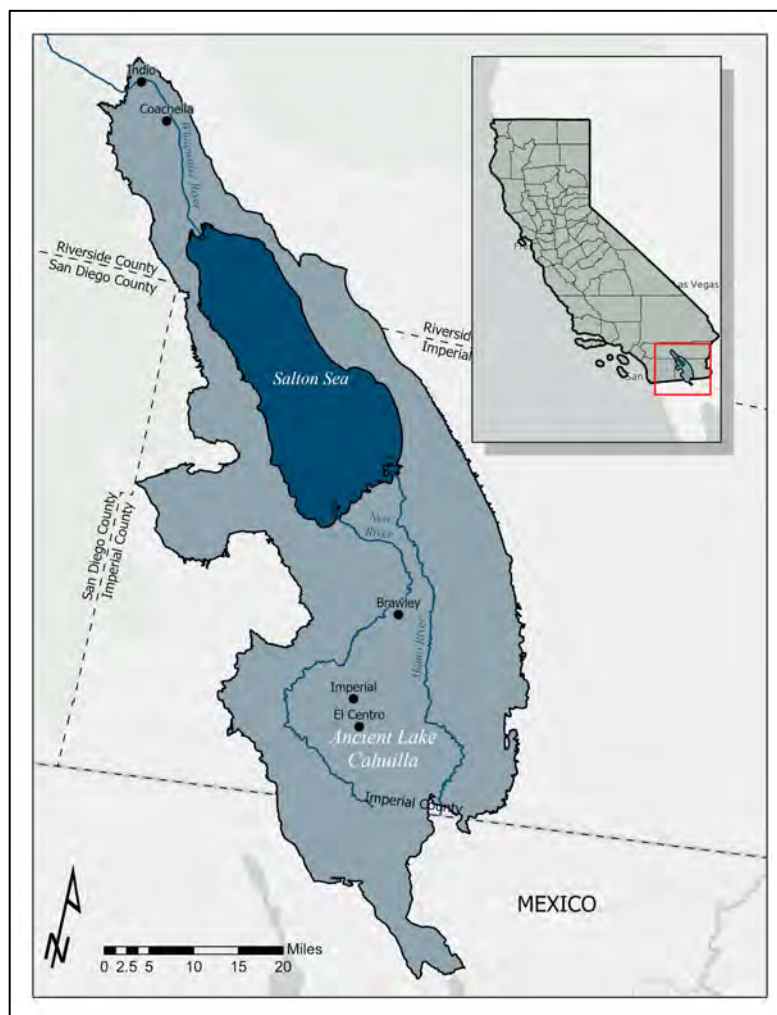 Indio
Coachella
Whitewater River
Riverside County
San Diego County
Riverside
Imperial
Salton Sea
San Diego County
Imperial County
New
River
Brawley
Alamo River
Imperial
El Centro
Ancient Lake
Cahuilla
Imperial County
MEXICO
N
Miles
0 2.5 5 10 15 20
as Vegas
San